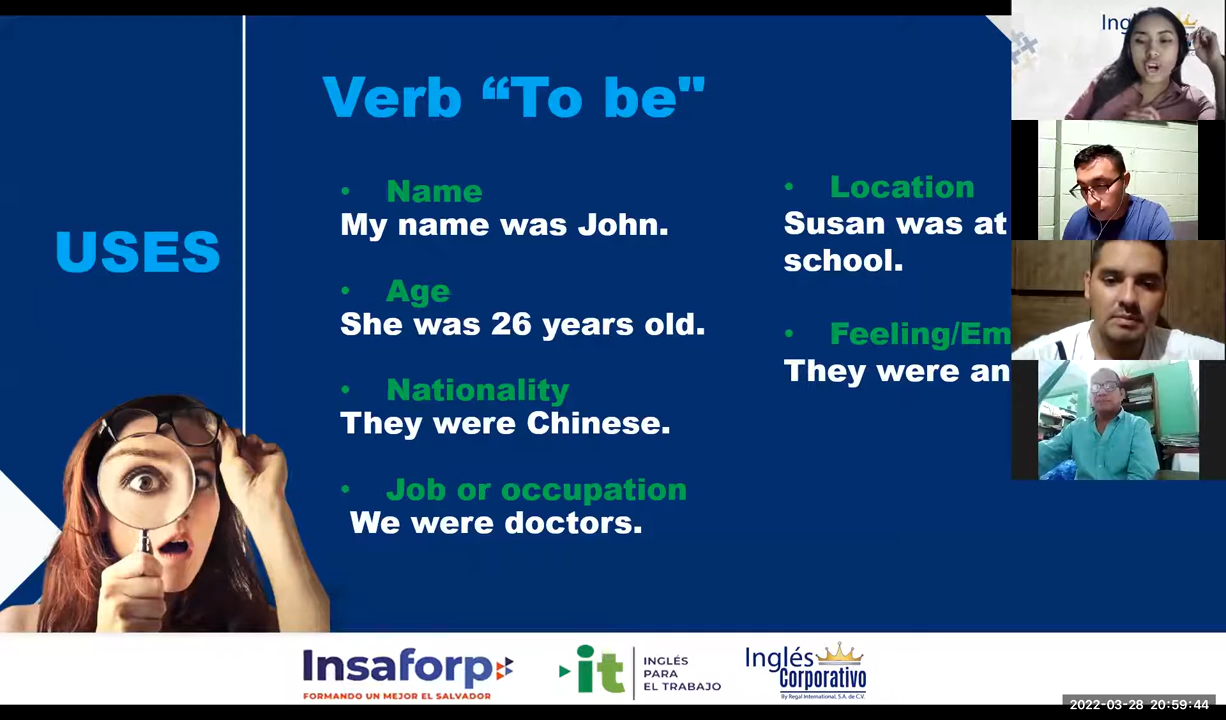 Verb “To be"
USES
• Name
My name was John.
• Age
She was 26 years old.
• Nationality
They were Chinese.
• Job or occupation
We were doctors.
• Location
Susan was at
school.
• Feeling/Em
They were an
Insaforp
FORMANDO UN MEJOR EL SALVADOR
it
INGLÉS
PARA
EL TRABAJO
Inglés
Corporativo
By Regal International, S.A. de C.V.
2022-03-28 20:59:44